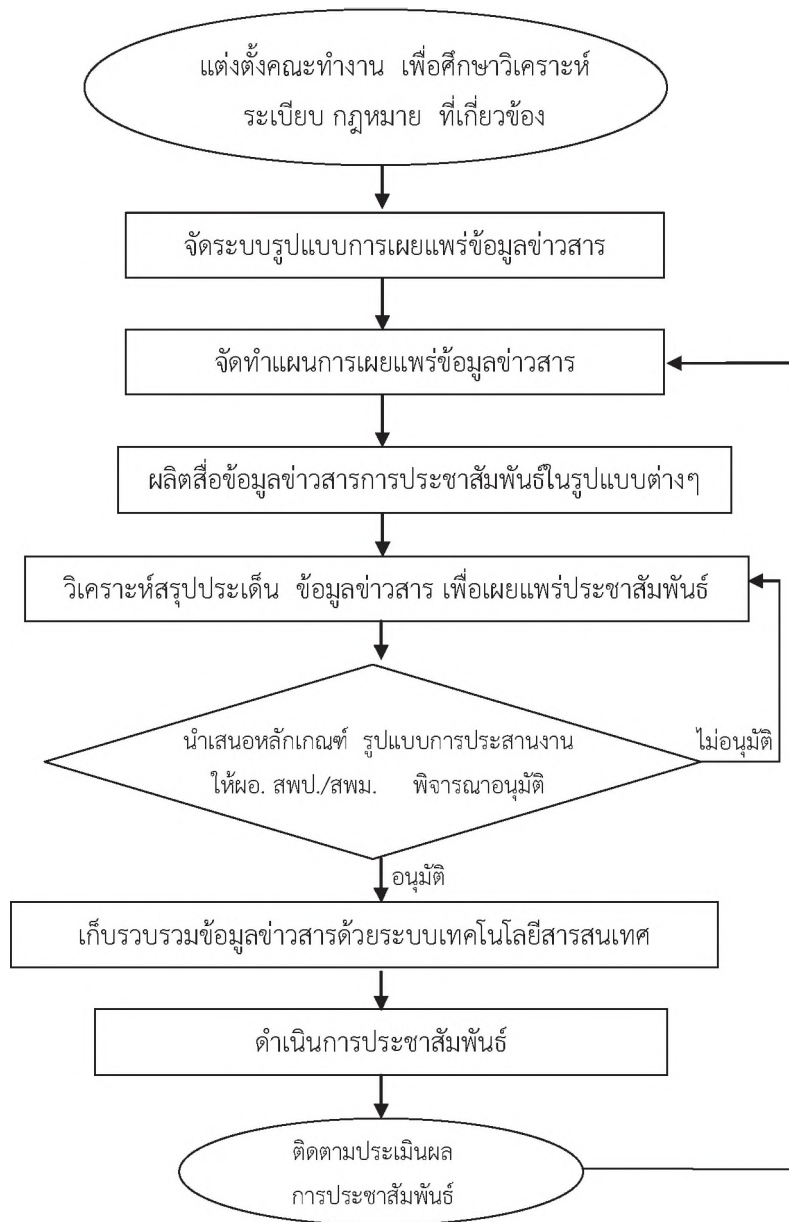 แต่งตั้งคณะทำงาน เพื่อศึกษาวิเคราะห์
ระเบียบ กฎหมาย ที่เกี่ยวข้อง
จัดระบบรูปแบบการเผยแพร่ข้อมูลข่าวสาร
จัดทำแผนการเผยแพร่ข้อมูลข่าวสาร
ผลิตสื่อข้อมูลข่าวสารการประชาสัมพันธ์ในรูปแบบต่างๆ
วิเคราะห์สรุปประเด็น ข้อมูลข่าวสาร เพื่อเผยแพร่ประชาสัมพันธ์
นำเสนอหลักเกณฑ์ รูปแบบการประสานงาน
ให้ผอ. สพป./สพม. พิจารณาอนุมัติ
ไม่อนุมัติ
อนุมัติ
เก็บรวบรวมข้อมูลข่าวสารด้วยระบบเทคโนโลยีสารสนเทศ
ดำเนินการประชาสัมพันธ์
ติดตามประเมินผล
การประชาสัมพันธ์